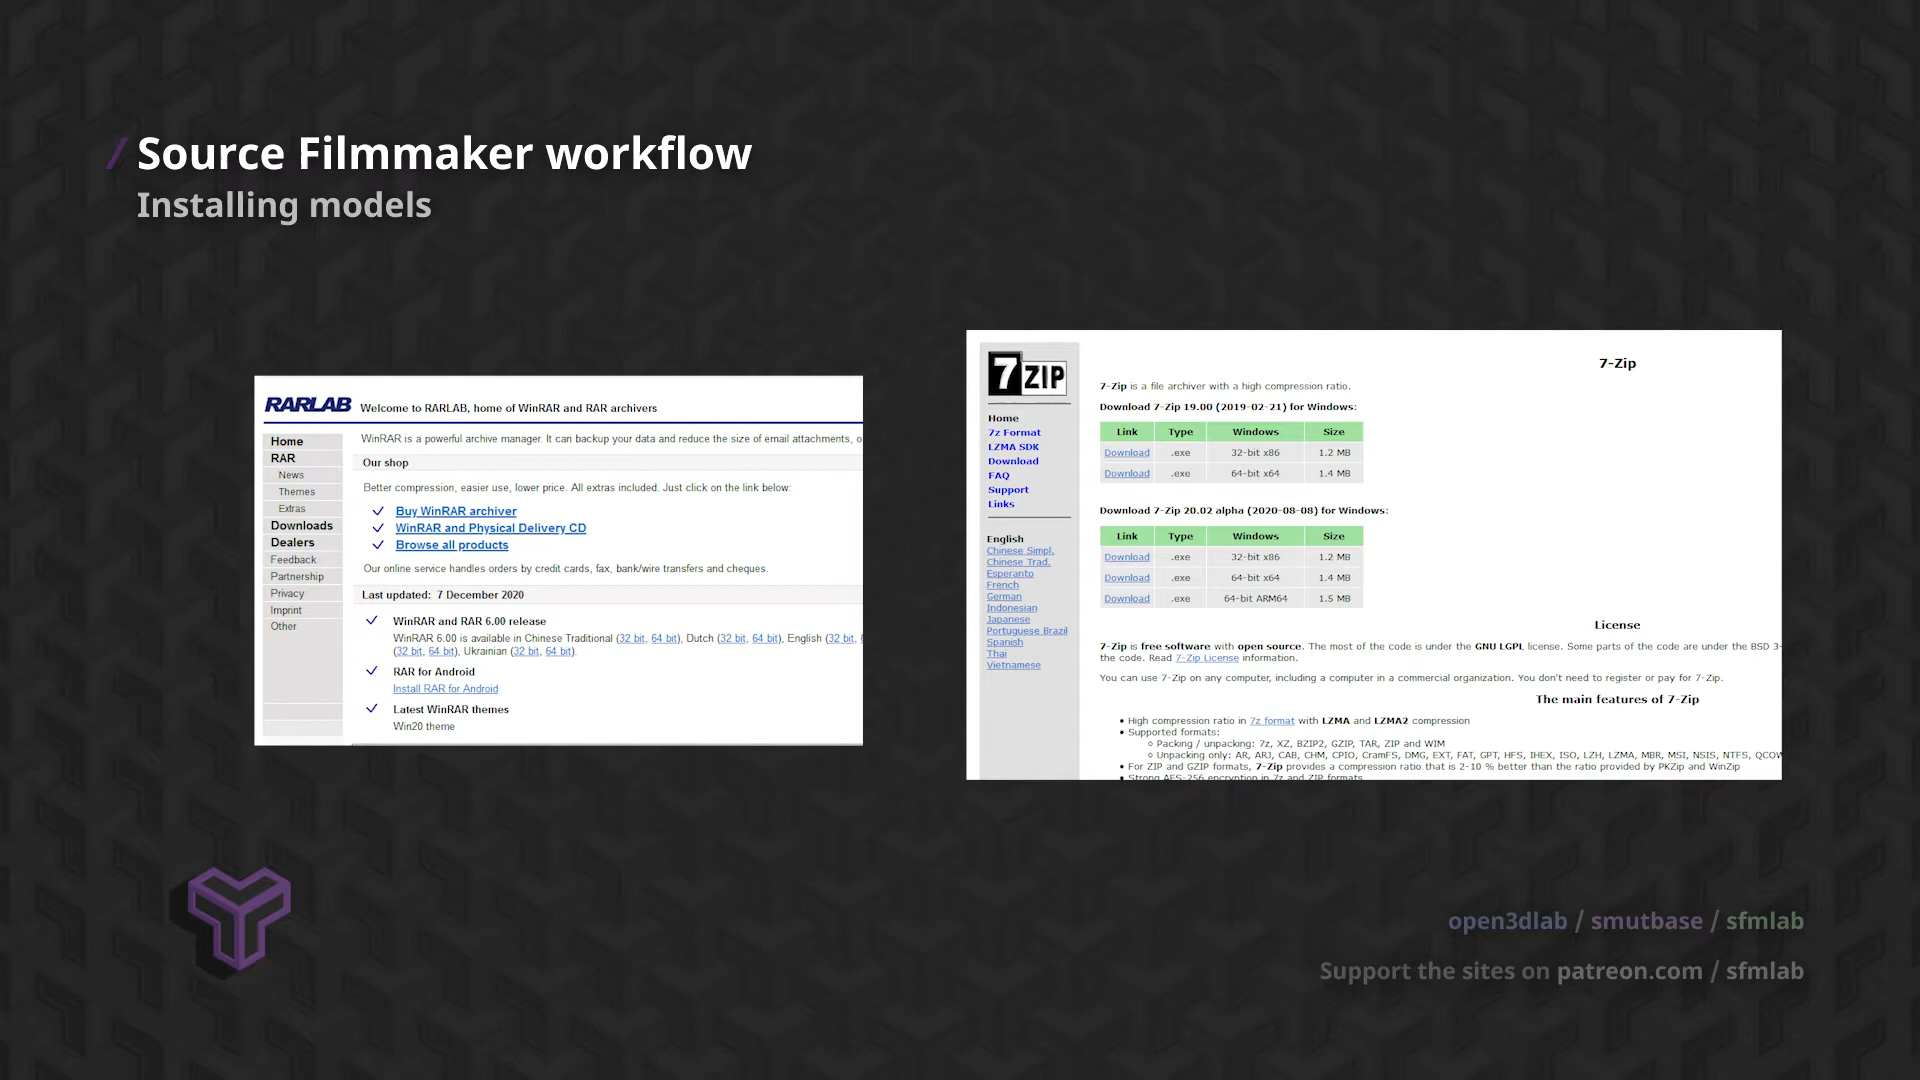 / Source Filmmaker workflow
Installing models
RARLAB Welcome to RARLAB, home of WinRAR and RAR archivers
Home
RAR
News
Themes
Extras
Downloads
Dealers
Feedback
Partnership
Privacy
Imprint
Other
WinRAR is a powerful archive manager. It can backup your data and reduce the size of email attachments,
Our shop
Better compression, easier use, lower price. All extras included. Just click on the link below:
Buy WinRAR archiver
WinRAR and Physical Delivery CD
Browse all products
Our online service handles orders by credit cards, fax, bank/wire transfers and cheques.
Last updated: 7 December 2020
WinRAR and RAR 6.00 release
WinRAR 6.00 is available in Chinese Traditional (32 bit, 64 bit), Dutch (32 bit, 64 bit), English (32 bit,
(32 bit, 64 bit), Ukrainian (32 bit, 64 bit).
RAR for Android
Install RAR for Android
Latest WinRAR themes
Win20 theme
7 ZIP
Home
7z Format
LZMA SDK
Download
FAQ
Support
Links
English
Chinese Simpl.
Chinese Trad.
Esperanto
French
German
Indonesian
Japanese
Portuguese Brazil
Spanish
Thai
Vietnamese
7-Zip
7-Zip is a file archiver with a high compression ratio.
Download 7-Zip 19.00 (2019-02-21) for Windows:
Link Type Windows Size
Download .exe 32-bit x86 1.2 MB
Download .exe 64-bit x64 1.4 MB
Download 7-Zip 20.02 alpha (2020-08-08) for Windows:
Link Type Windows Size
Download .exe 32-bit x86 1.2 MB
Download .exe 64-bit x64 1.4 MB
Download .exe 64-bit ARM64 1.5 MB
License
7-Zip is free software with open source. The most of the code is under the GNU LGPL license. Some parts of the code are under the BSD 3-
the code. Read 7-Zip License information.
You can use 7-Zip on any computer, including a computer in a commercial organization. You don't need to register or pay for 7-Zip.
The main features of 7-Zip
• High compression ratio in 7z format with LZMA and LZMA2 compression
• Supported formats:
○ Packing / unpacking: 7z, XZ, BZIP2, GZIP, TAR, ZIP and WIM
○ Unpacking only: AR, ARJ, CAB, CHM, CPIO, CramFS, DMG, EXT, FAT, GPT, HFS, IHEX, ISO, LZH, LZMA, MBR, MSI, NSIS, NTFS, QCOW
• For ZIP and GZIP formats, 7-Zip provides a compression ratio that is 2-10 % better than the ratio provided by PKZip and WinZip
• Strong AES-256 encryption in 7z and ZIP formats
open3dlab / smutbase / sfmlab
Support the sites on patreon.com / sfmlab